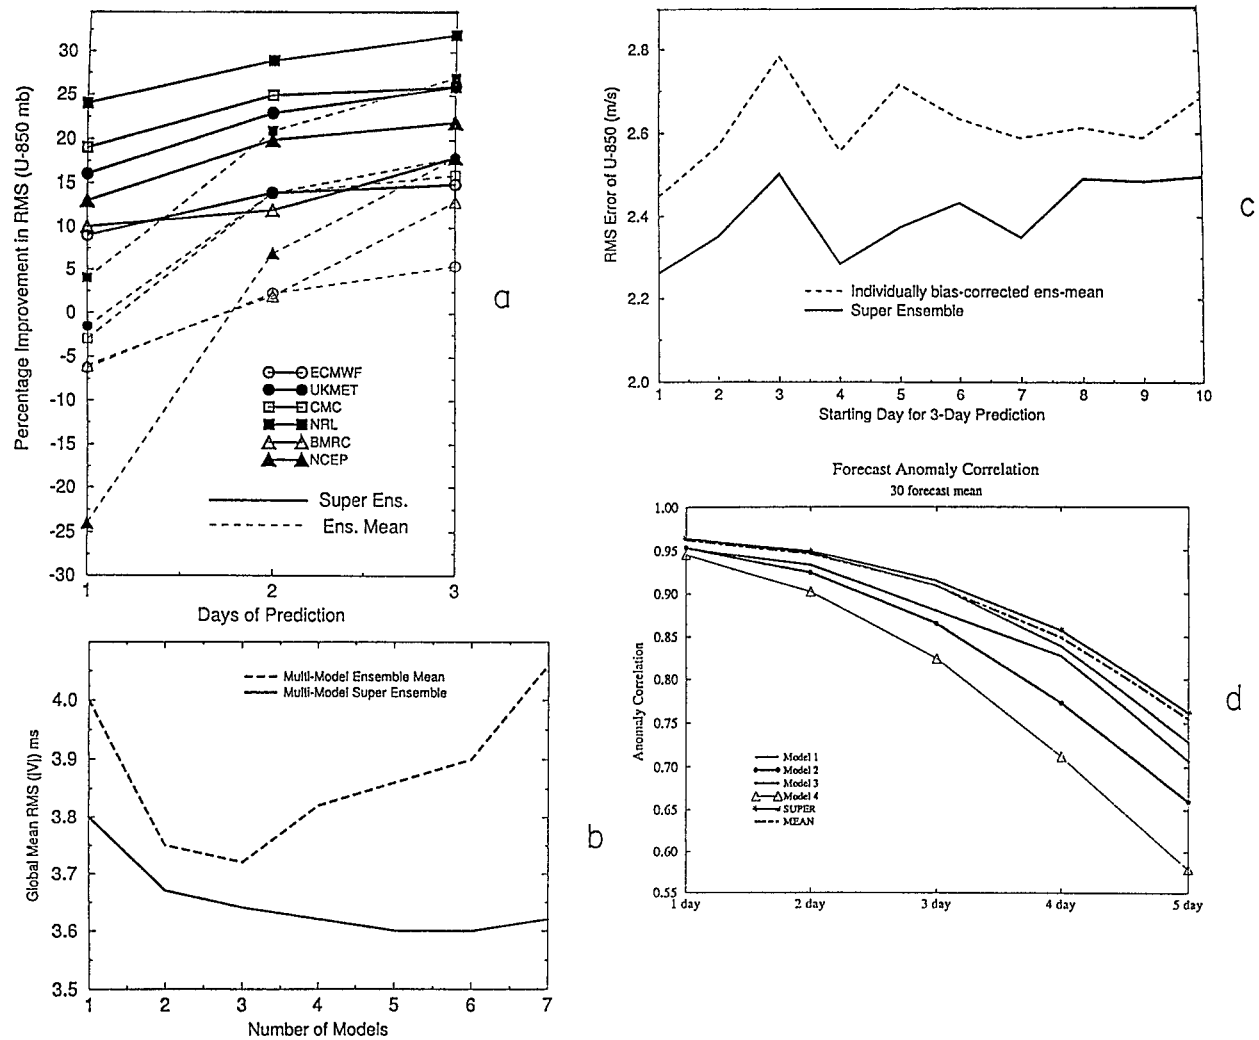 Percentage Improvement in RMS (U-850 mb)
30
25
20
15
10
5
0
-5
-10
-15
-20
-25
-30
ECMWF
UKMET
CMC
NRL
BMRC
NCEP
Super Ens.
Ens. Mean
1 2 3
Days of Prediction
a
RMS Error of U-850 (m/s)
2.8
2.6
2.4
2.2
2.0
Individually bias-corrected ens-mean
Super Ensemble
1 2 3 4 5 6 7 8 9 10
Starting Day for 3-Day Prediction
c
Global Mean RMS (|V|) ms
4.0
3.9
3.8
3.7
3.6
3.5
Multi-Model Ensemble Mean
Multi-Model Super Ensemble
1 2 3 4 5 6 7
Number of Models
b
Forecast Anomaly Correlation
30 forecast mean
Anomaly Correlation
1.00
0.95
0.90
0.85
0.80
0.75
0.70
0.65
0.60
0.55
Model 1
Model 2
Model 3
Model 4
SUPER
MEAN
1 day 2 day 3 day 4 day 5 day
d